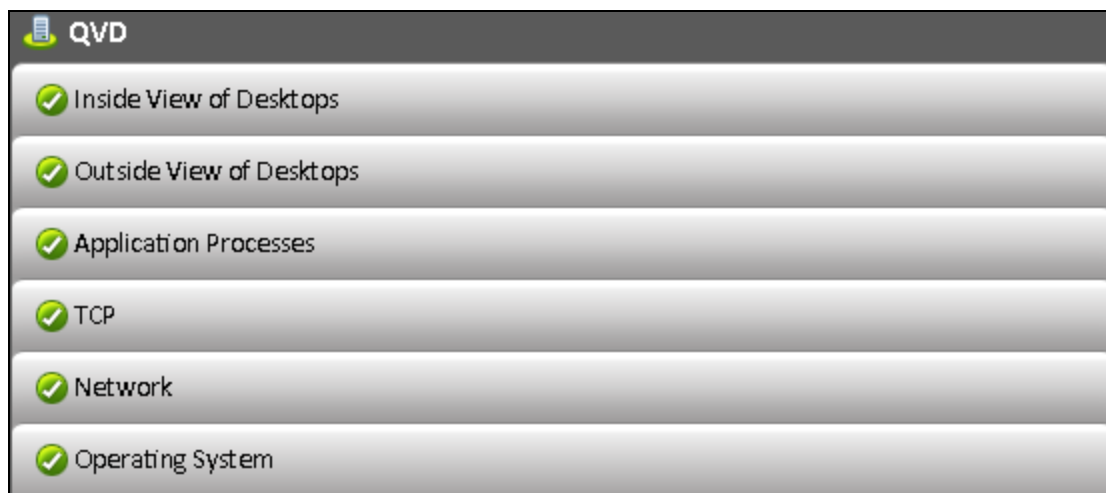 QVD
Inside View of Desktops
Outside View of Desktops
Application Processes
TCP
Network
Operating System